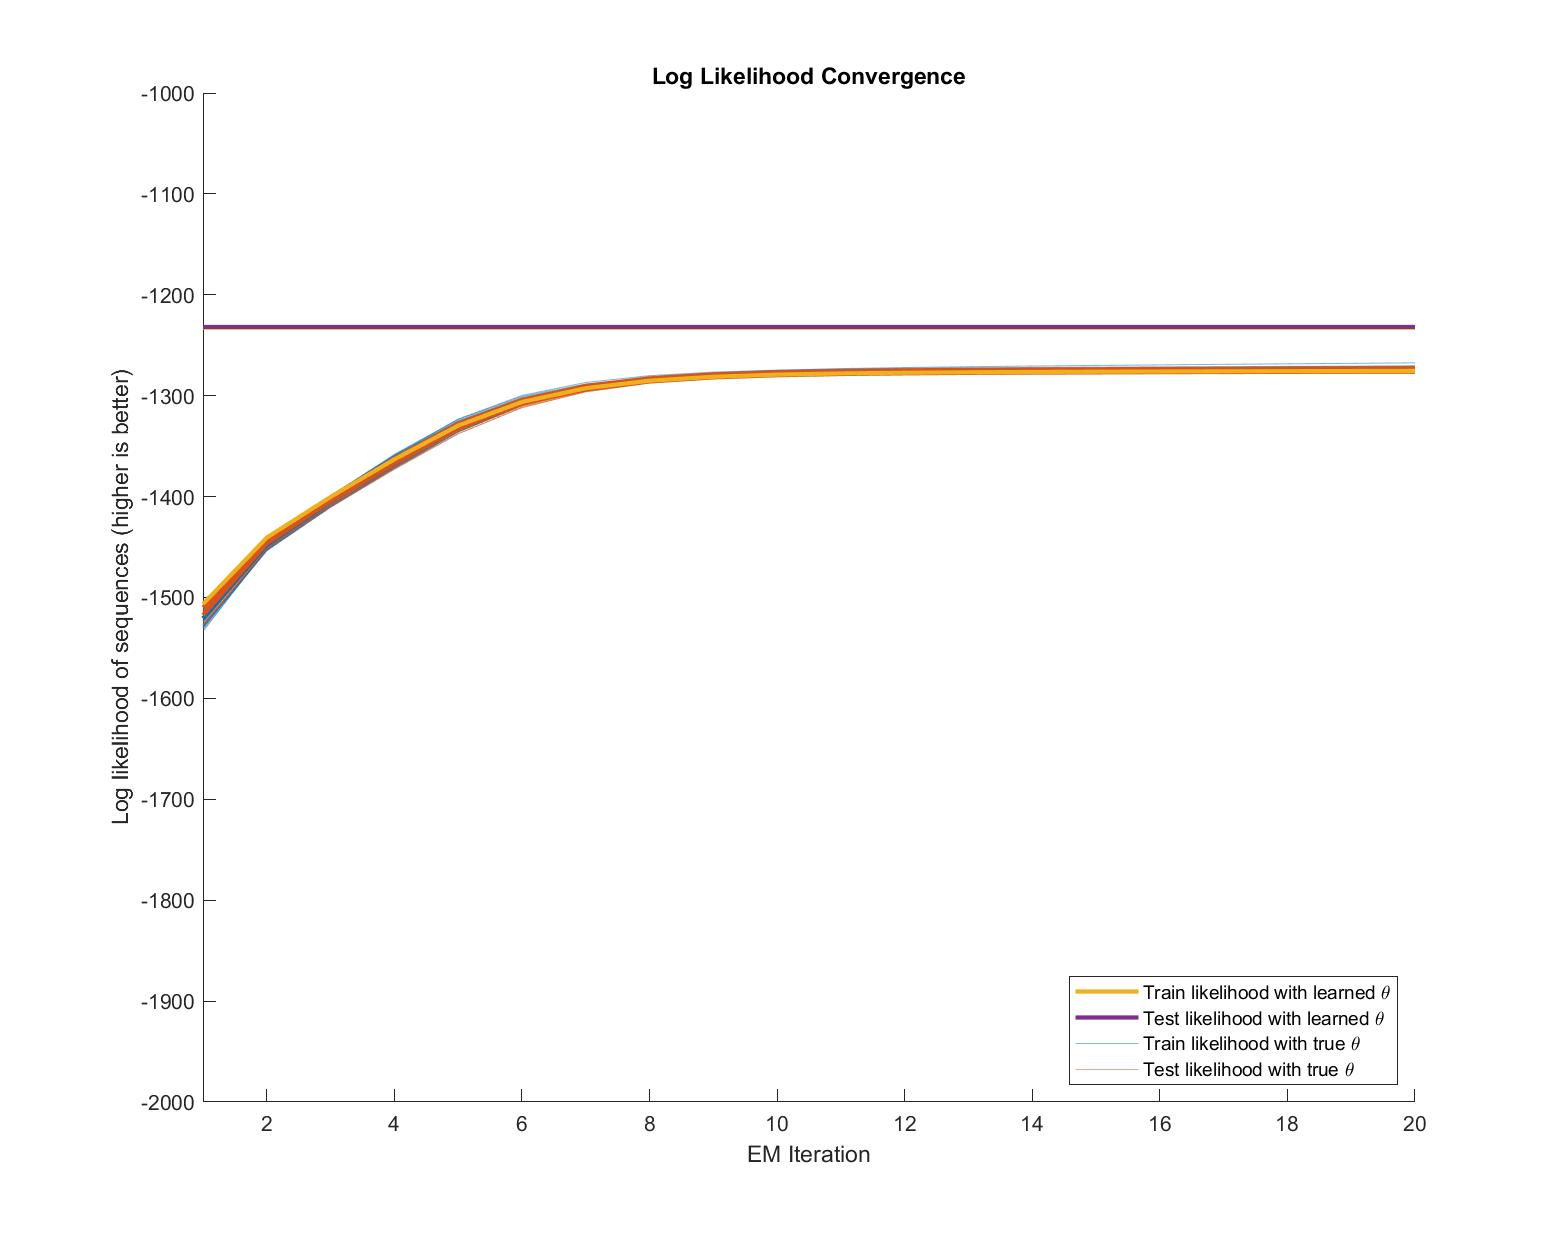 Log Likelihood Convergence
-1000
-1100
-1200
-1300
-1400
-1500
-1600
-1700
-1800
-1900
-2000
Log likelihood of sequences (higher is better)
2 4 6 8 10 12 14 16 18 20
EM Iteration
Train likelihood with learned θ
Test likelihood with learned θ
Train likelihood with true θ
Test likelihood with true θ